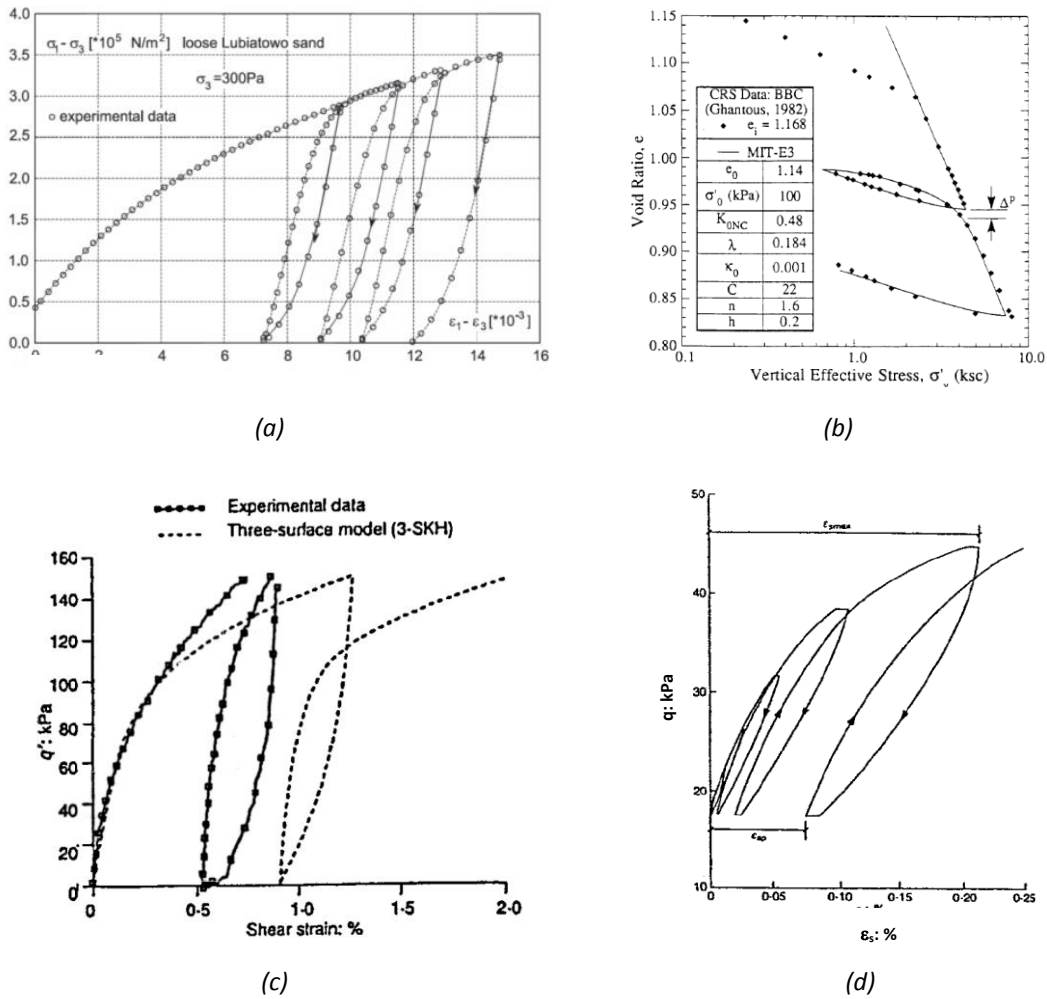 σ₁−σ₃ [*10⁵ N/m²] loose Lubiatowo sand
σ₃ =300Pa
○ experimental data
4.0
3.5
3.0
2.5
2.0
1.5
1.0
0.5
0.0
ε₁−ε₃ [*10⁻³]
0 2 4 6 8 10 12 14 16
(a)
Void Ratio, e
1.15
1.10
1.05
1.00
0.95
0.90
0.85
0.80
CRS Data: BBC
(Ghantous, 1982)
◆ eᵢ = 1.168
— MIT-E3
e₀ 1.14
σ'₀ (kPa) 100
K₀NC 0.48
λ 0.184
κ₀ 0.001
C 22
n 1.6
h 0.2
Δᵖ
0.1 1.0 10.0
Vertical Effective Stress, σ'ᵥ (ksc)
(b)
Experimental data
Three-surface model (3-SKH)
q': kPa
160
140
120
100
80
60
40
20
0
0 0·5 1·0 1·5 2·0
Shear strain: %
(c)
q: kPa
50
40
30
20
10
εsmax
εsp
0 0·05 0·10 0·15 0·20 0·25
εs: %
(d)